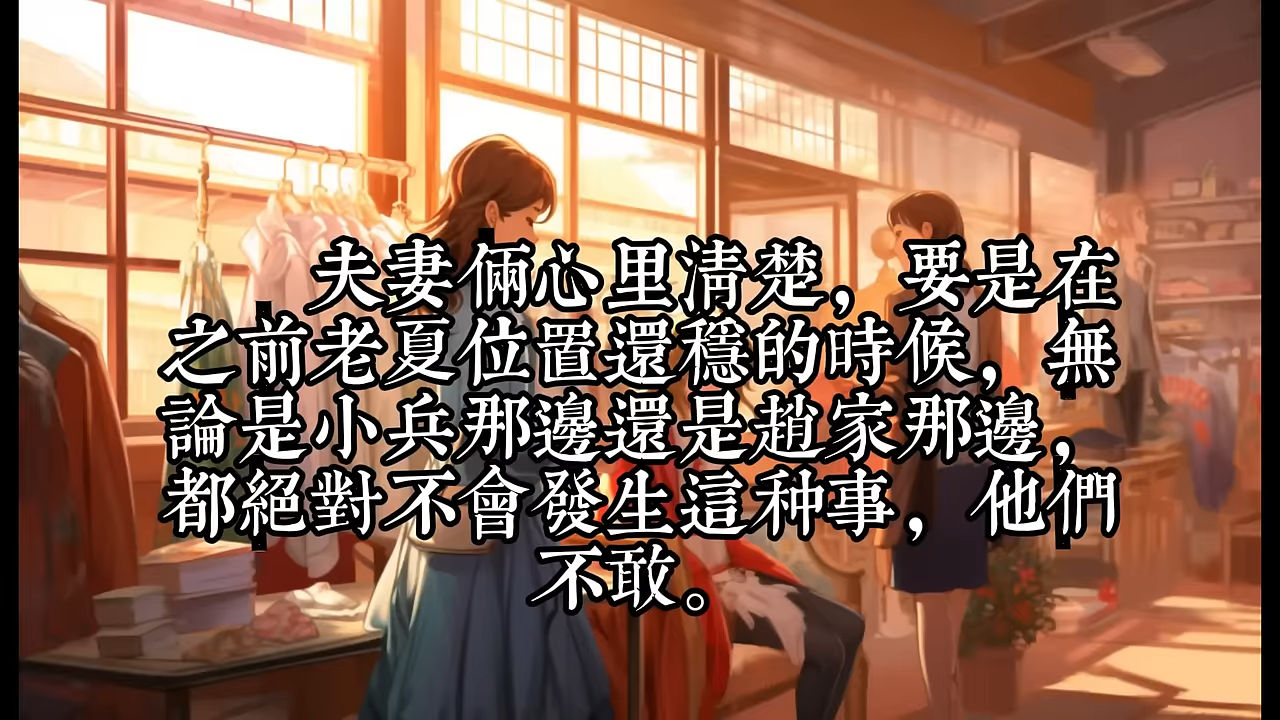 夫妻倆心里清楚，要是在
之前老夏位置還穩的時候，無
論是小兵那邊還是趙家那邊，
都絕對不會發生這种事，他們
不敢。